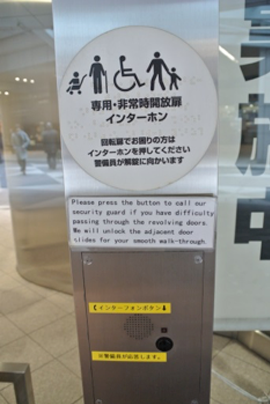 専用・非常時開放扉
インターホン
回転扉でお困りの方は
インターホンを押してください
警備員が解錠に向かいます
Please press the button to call our
security guard if you have difficulty
passing through the revolving doors.
We will unlock the adjacent door
slides for your smooth walk-through.
インターフォンボタン
警備員が応答します。